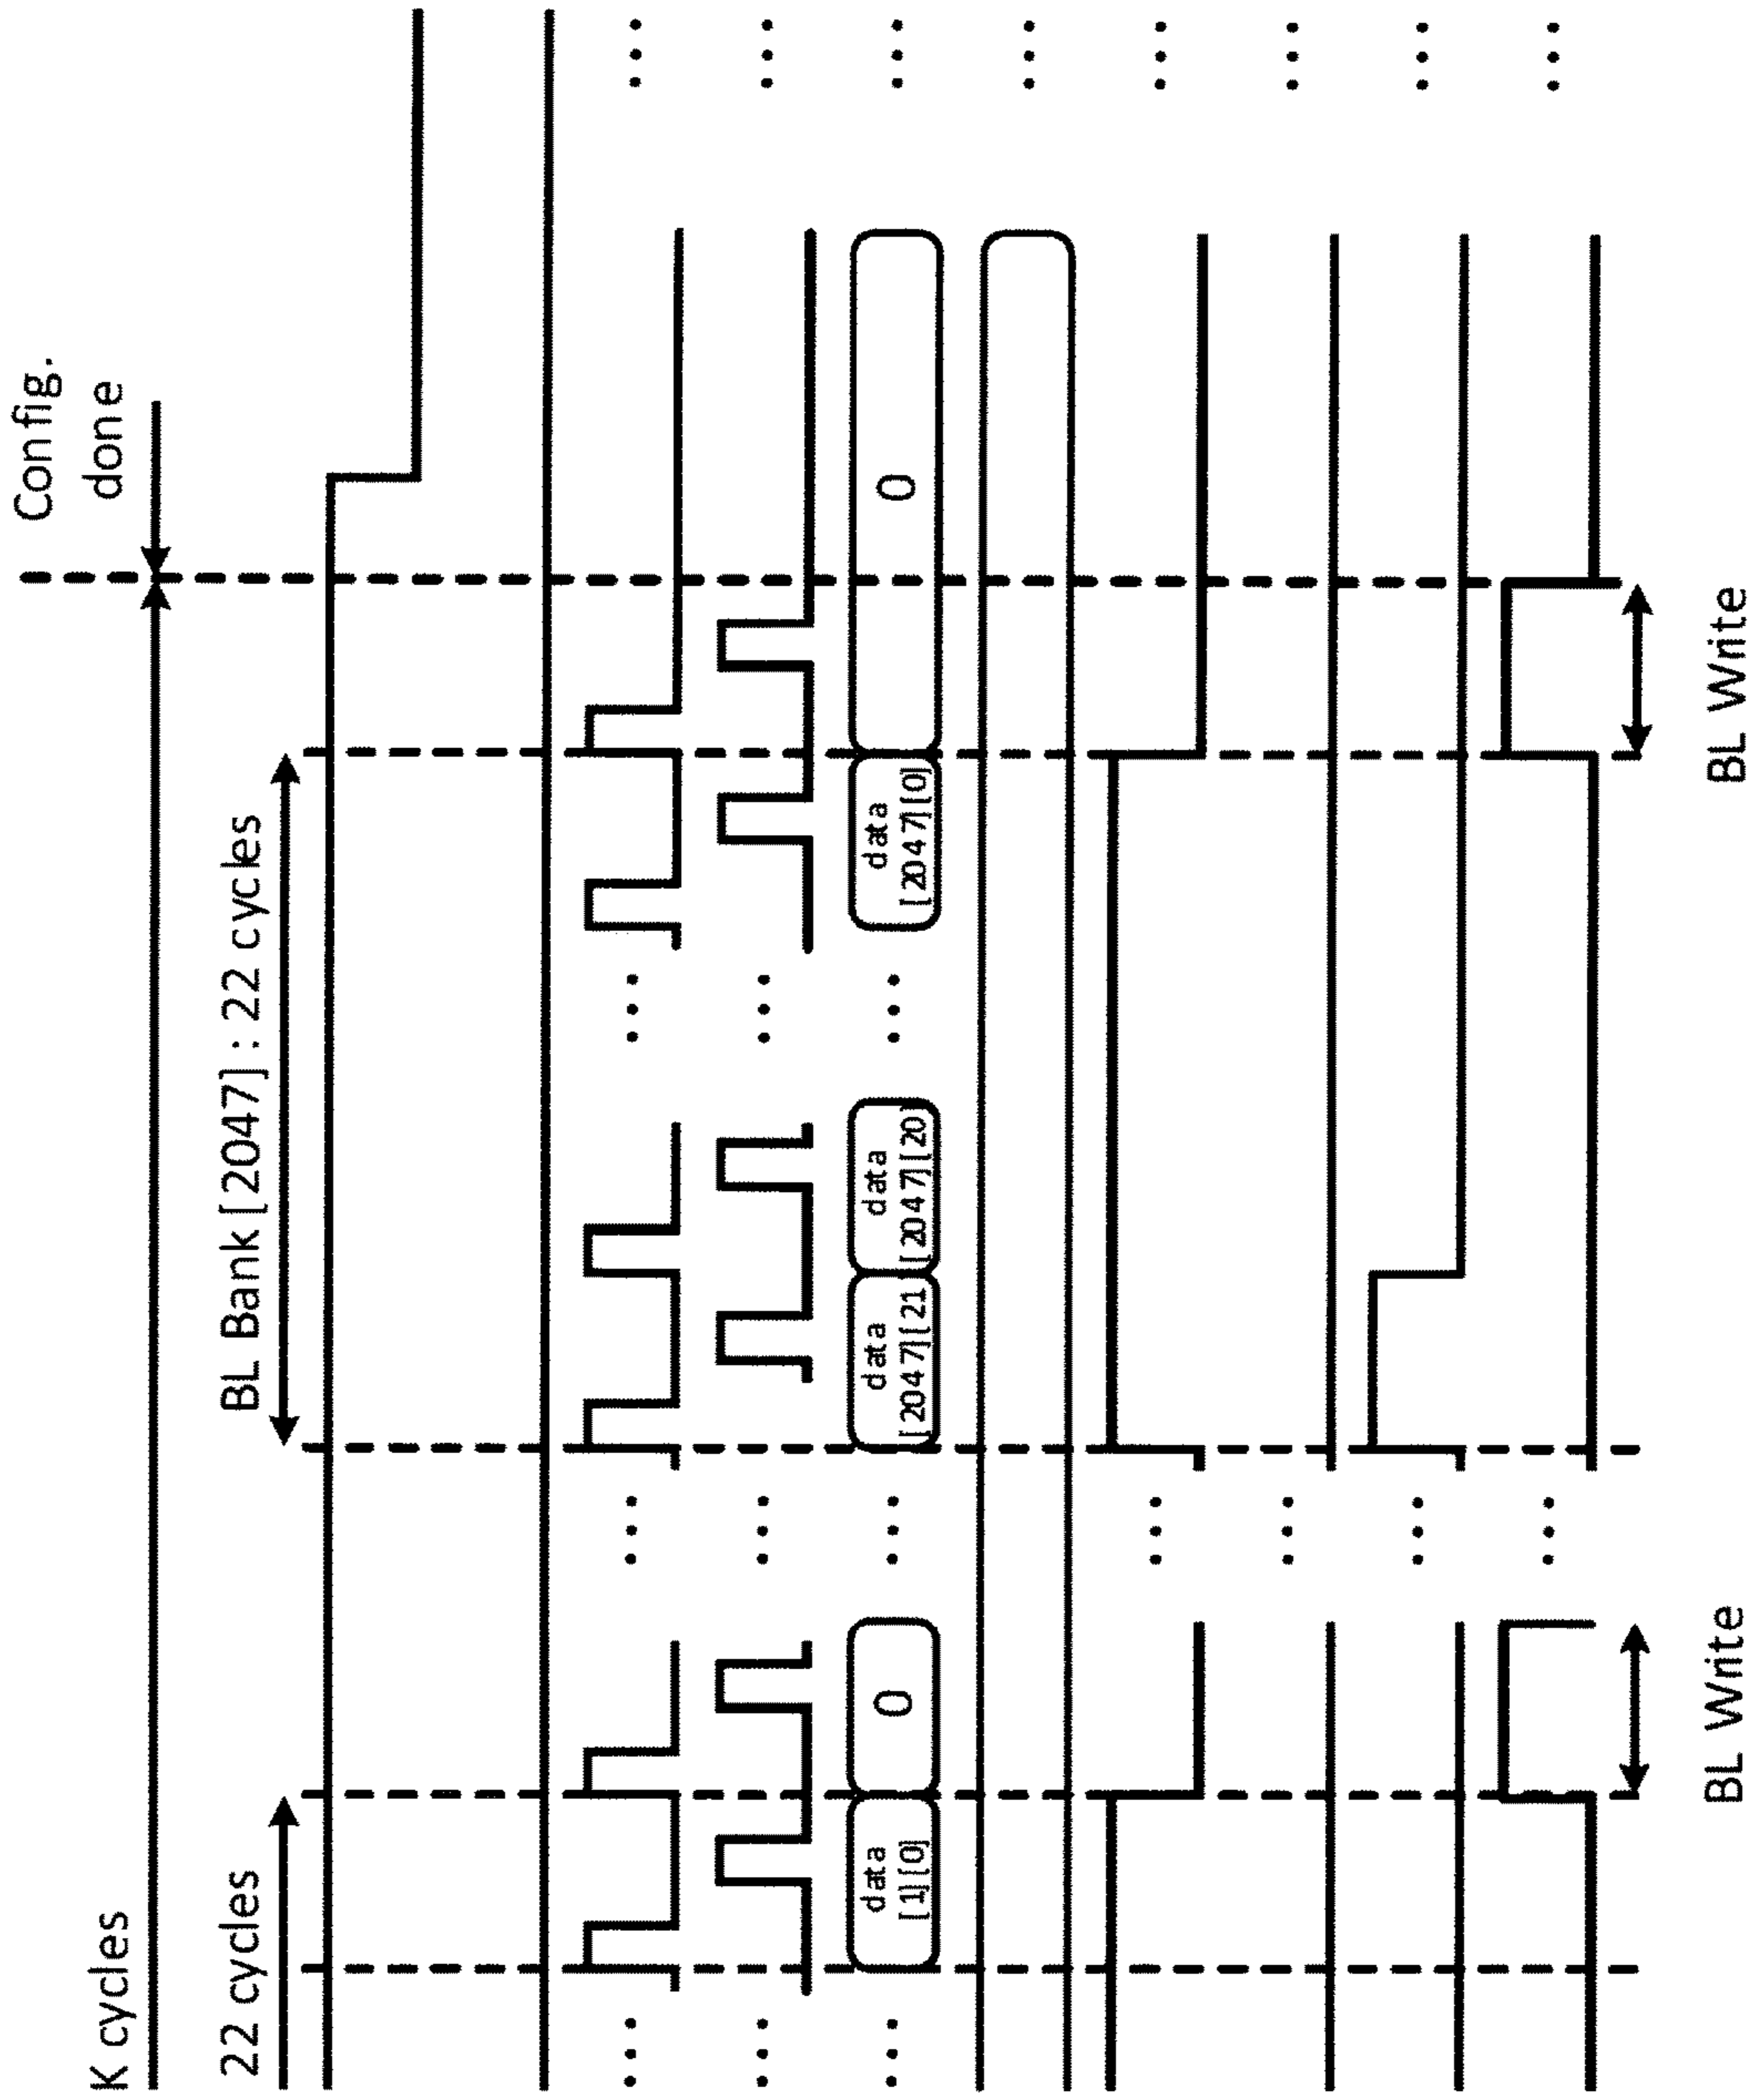 K cycles
Config.
done
22 cycles
BL Bank[2047] : 22 cycles
data
[1][0]
0
data
[2047][21]
data
[2047][20]
data
[2047][0]
0
BL Write
BL Write